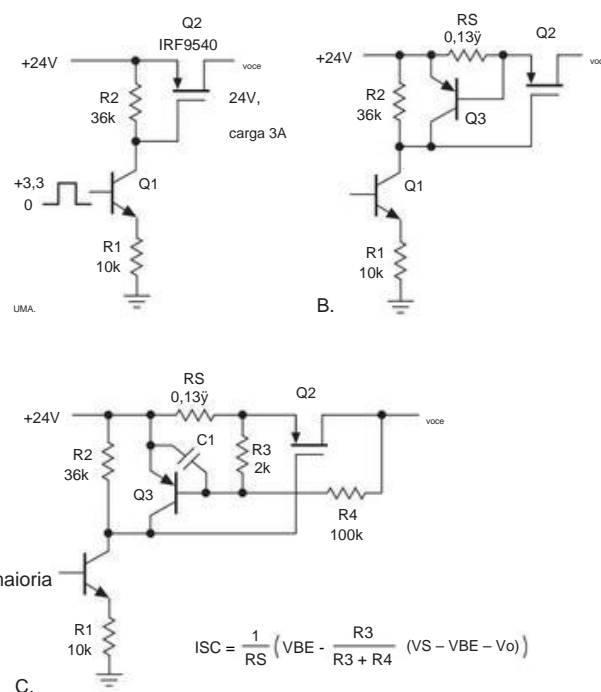 Q2
IRF9540
+24V
voce
R2
36k
24V,
carga 3A
+3,3
0
Q1
R1
10k
UMA.
RS
0,13ÿ
Q2
+24V
voc
R2
36k
Q3
Q1
R1
10k
B.
RS
0,13ÿ
Q2
+24V
voce
C1
R2
36k
R3
2k
Q3
R4
100k
naioria
R1
10k
ISC = 1/RS (VBE - R3/(R3 + R4) (VS – VBE – Vo))
C.